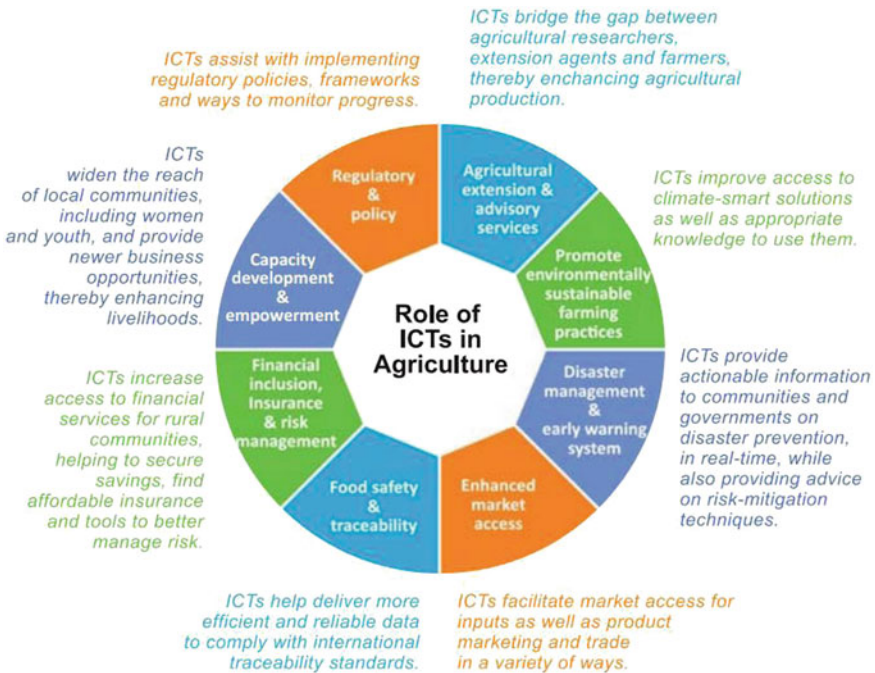 ICTs assist with implementing
regulatory policies, frameworks
and ways to monitor progress.
ICTs bridge the gap between
agricultural researchers,
extension agents and farmers,
thereby enchancing agricultural
production.
ICTs
widen the reach
of local communities,
including women
and youth, and provide
newer business
opportunities,
thereby enhancing
livelihoods.
Regulatory
&
policy
Agricultural
extension &
advisory
services
ICTs improve access to
climate-smart solutions
as well as appropriate
knowledge to use them.
Capacity
development
&
empowerment
Promote
environmentally
sustainable
farming
practices
Role of
ICTs in
Agriculture
ICTs increase
access to financial
services for rural
communities,
helping to secure
savings, find
affordable insurance
and tools to better
manage risk.
Financial
inclusion,
Insurance
& risk
management
Disaster
management
&
early warning
system
ICTs provide
actionable information
to communities and
governments on
disaster prevention,
in real-time, while
also providing advice
on risk-mitigation
techniques.
Food safety
&
traceability
Enhanced
market
access
ICTs help deliver more
efficient and reliable data
to comply with international
traceability standards.
ICTs facilitate market access for
inputs as well as product
marketing and trade
in a variety of ways.